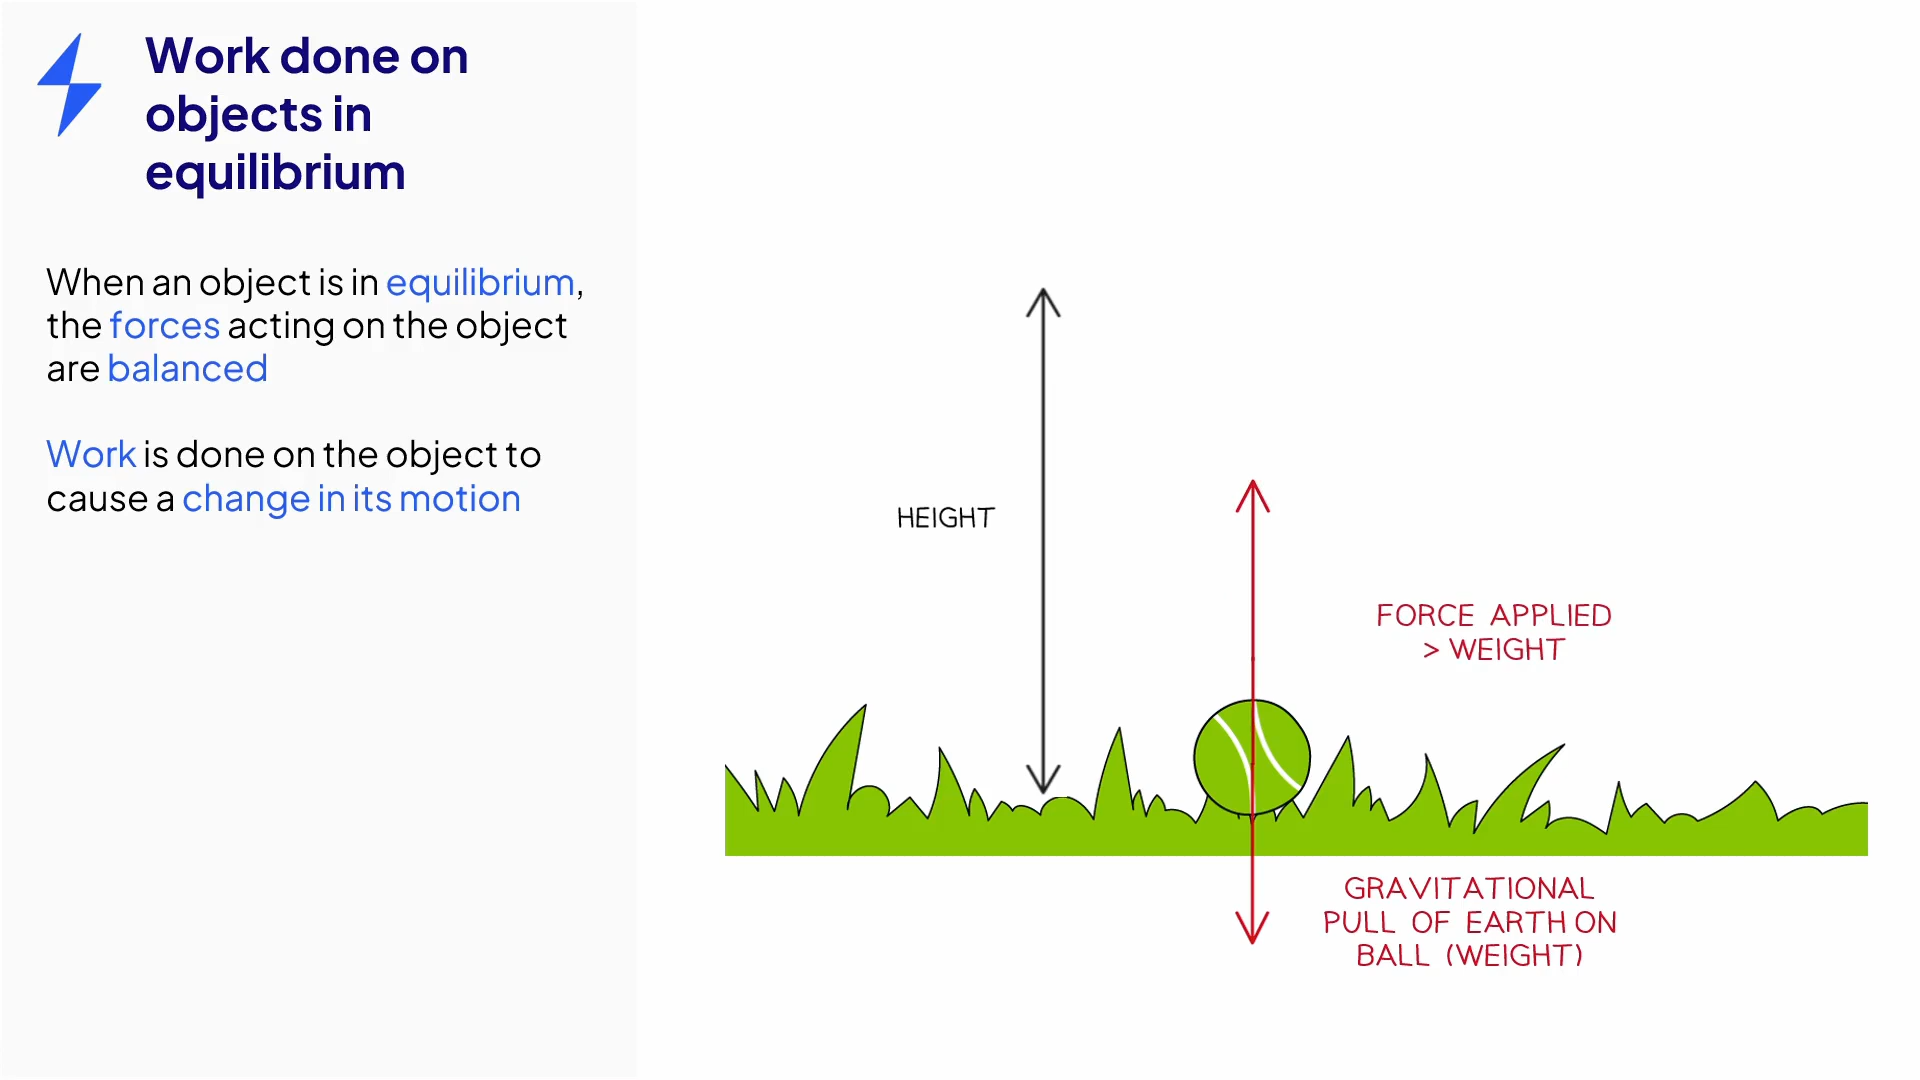 Work done on
objects in
equilibrium
When an object is in equilibrium,
the forces acting on the object
are balanced
Work is done on the object to
cause a change in its motion
HEIGHT
FORCE APPLIED
> WEIGHT
GRAVITATIONAL
PULL OF EARTH ON
BALL (WEIGHT)